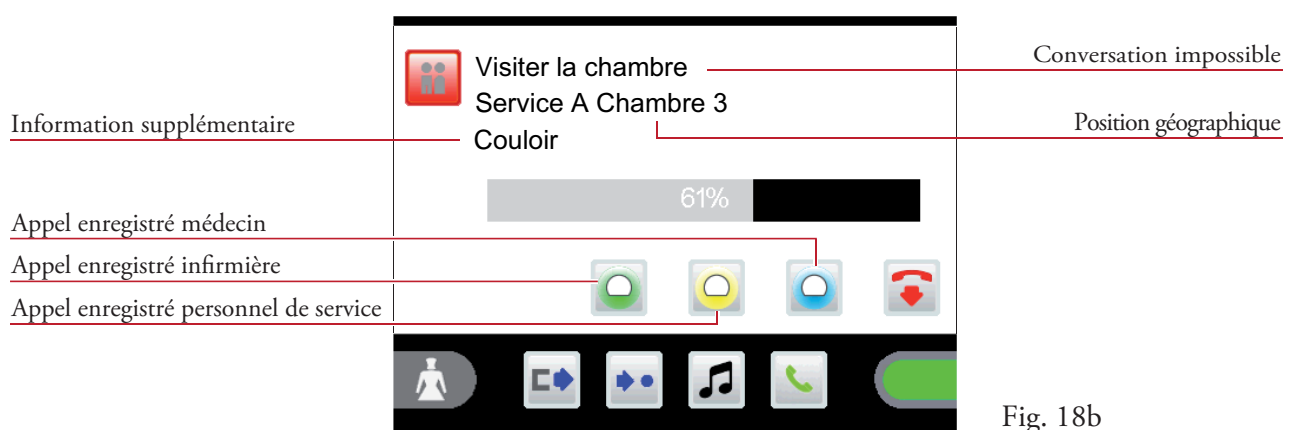 Visiter la chambre
Conversation impossible
Service A Chambre 3
Position géographique
Information supplémentaire
Couloir
61%
Appel enregistré médecin
Appel enregistré infirmière
Appel enregistré personnel de service
Fig. 18b